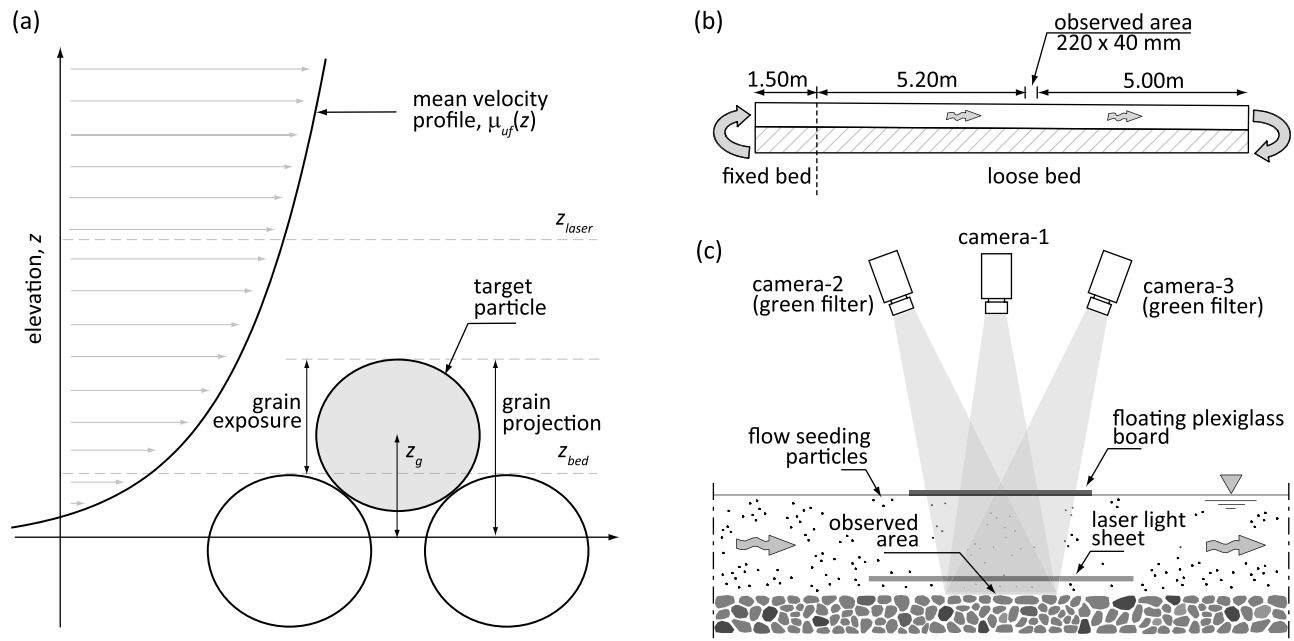 (a)
elevation, z
mean velocity
profile, μuf(z)
zlaser
target
particle
grain
exposure
grain
projection
zg
zbed
(b)
observed area
220 x 40 mm
1.50m
5.20m
5.00m
fixed bed
loose bed
(c)
camera-1
camera-2
(green filter)
camera-3
(green filter)
floating plexiglass
board
flow seeding
particles
observed
area
laser light
sheet